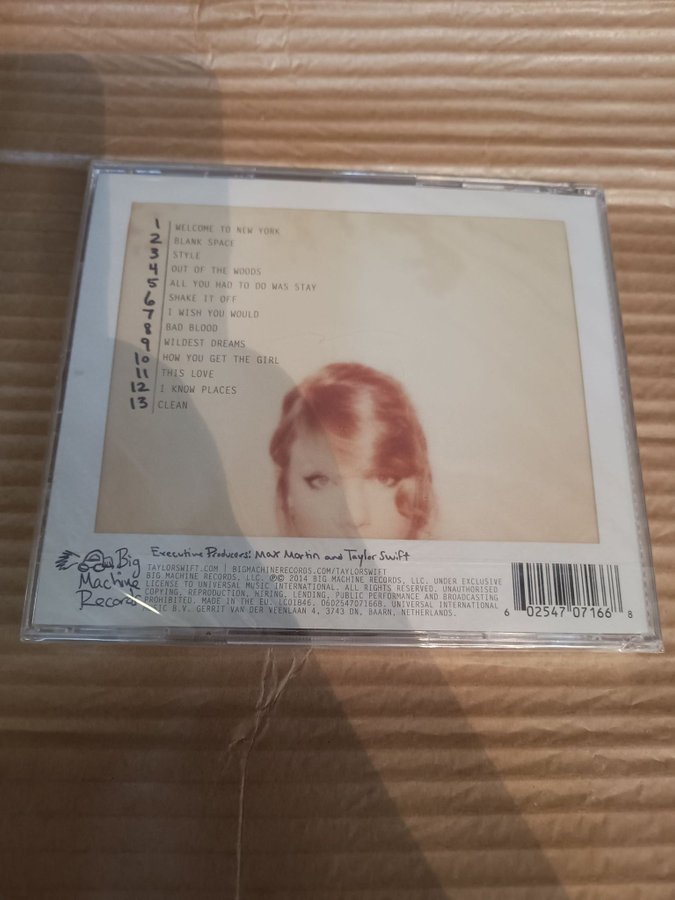 1 WELCOME TO NEW YORK
2 BLANK SPACE
3 STYLE
4 OUT OF THE WOODS
5 ALL YOU HAD TO DO WAS STAY
6 SHAKE IT OFF
7 I WISH YOU WOULD
8 BAD BLOOD
9 WILDEST DREAMS
10 HOW YOU GET THE GIRL
11 THIS LOVE
12 I KNOW PLACES
13 CLEAN
Big
Machine
Records
Executive Producers: Max Martin and Taylor Swift
TAYLORSWIFT.COM | BIGMACHINERECORDS.COM/TAYLORSWIFT
BIG MACHINE RECORDS, LLC. ℗© 2014 BIG MACHINE RECORDS, LLC. UNDER EXCLUSIVE
LICENSE TO UNIVERSAL MUSIC INTERNATIONAL. ALL RIGHTS RESERVED. UNAUTHORISED
COPYING, REPRODUCTION, HIRING, LENDING, PUBLIC PERFORMANCE AND BROADCASTING
PROHIBITED. MADE IN THE EU. LC01846. 0602547071668. UNIVERSAL INTERNATIONAL
MUSIC B.V. GERRIT VAN DER VEENLAAN 4, 3743 DN, BAARN, NETHERLANDS.
6 02547 07166 8